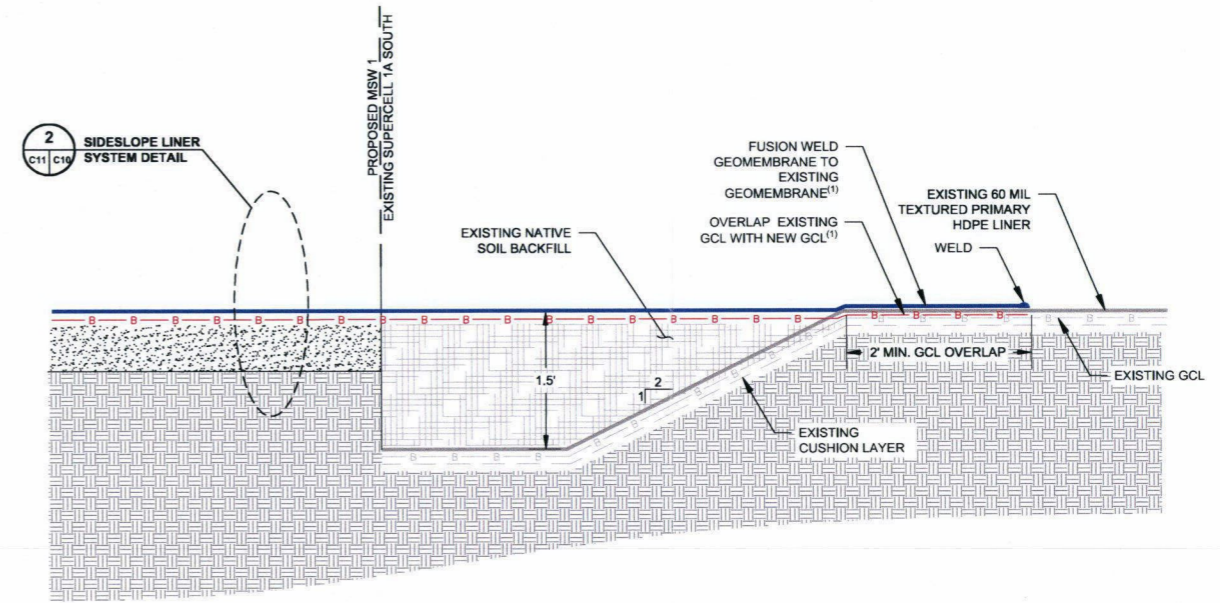 PROPOSED MSW 1
EXISTING SUPERCELL 1A SOUTH
2
C11 C10
SIDESLOPE LINER
SYSTEM DETAIL
EXISTING NATIVE
SOIL BACKFILL
FUSION WELD
GEOMEMBRANE TO
EXISTING
GEOMEMBRANE(1)
OVERLAP EXISTING
GCL WITH NEW GCL(1)
EXISTING 60 MIL
TEXTURED PRIMARY
HDPE LINER
WELD
B B B B B B B B B B B B B B B B
1.5'
2
1
2' MIN. GCL OVERLAP
EXISTING GCL
EXISTING
CUSHION LAYER